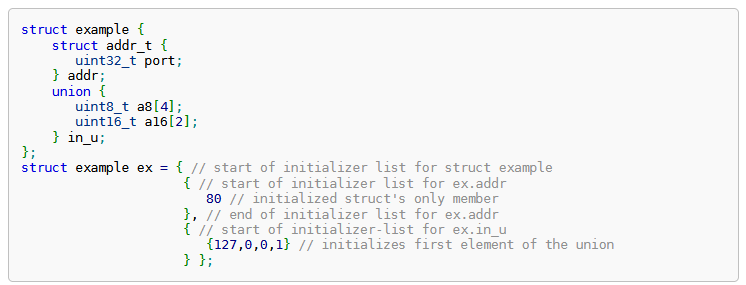 struct example {
    struct addr_t {
       uint32_t port;
    } addr;
    union {
       uint8_t a8[4];
       uint16_t a16[2];
    } in_u;
};
struct example ex = { // start of initializer list for struct example
                     { // start of initializer list for ex.addr
                        80 // initialized struct's only member
                     }, // end of initializer list for ex.addr
                     { // start of initializer-list for ex.in_u
                        {127,0,0,1} // initializes first element of the union
                     } };